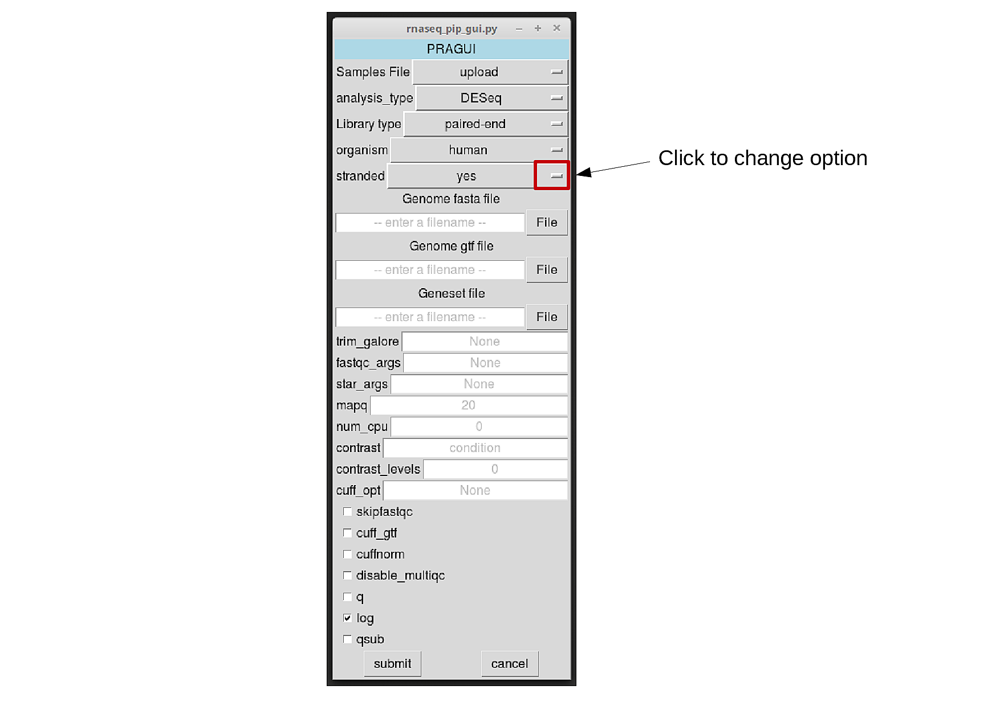 rnaseq_pip_gui.py
PRAGUI
Samples File upload
analysis_type DESeq
Library type paired-end
organism human
stranded yes
Click to change option
Genome fasta file
-- enter a filename -- File
Genome gtf file
-- enter a filename -- File
Geneset file
-- enter a filename -- File
trim_galore None
fastqc_args None
star_args None
mapq 20
num_cpu 0
contrast condition
contrast_levels 0
cuff_opt None
skipfastqc
cuff_gtf
cuffnorm
disable_multiqc
q
log
qsub
submit cancel